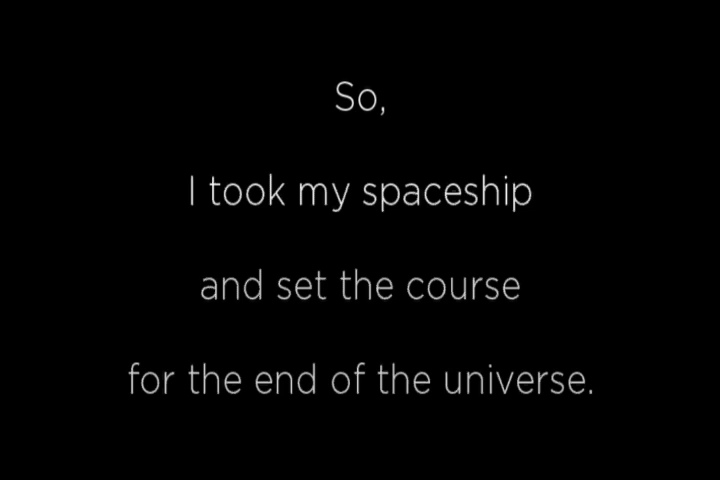 So,
I took my spaceship
and set the course
for the end of the universe.